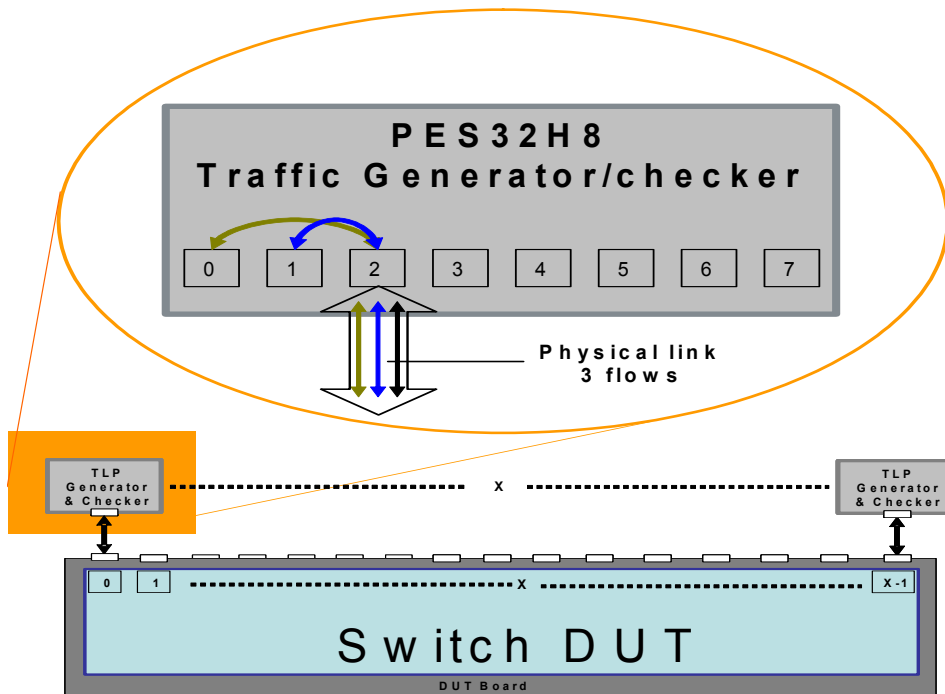 PES32H8
Traffic Generator/checker
0 1 2 3 4 5 6 7
Physical link
3 flows
TLP
Generator
& Checker
X
TLP
Generator
& Checker
0 1 X X-1
Switch DUT
DUT Board